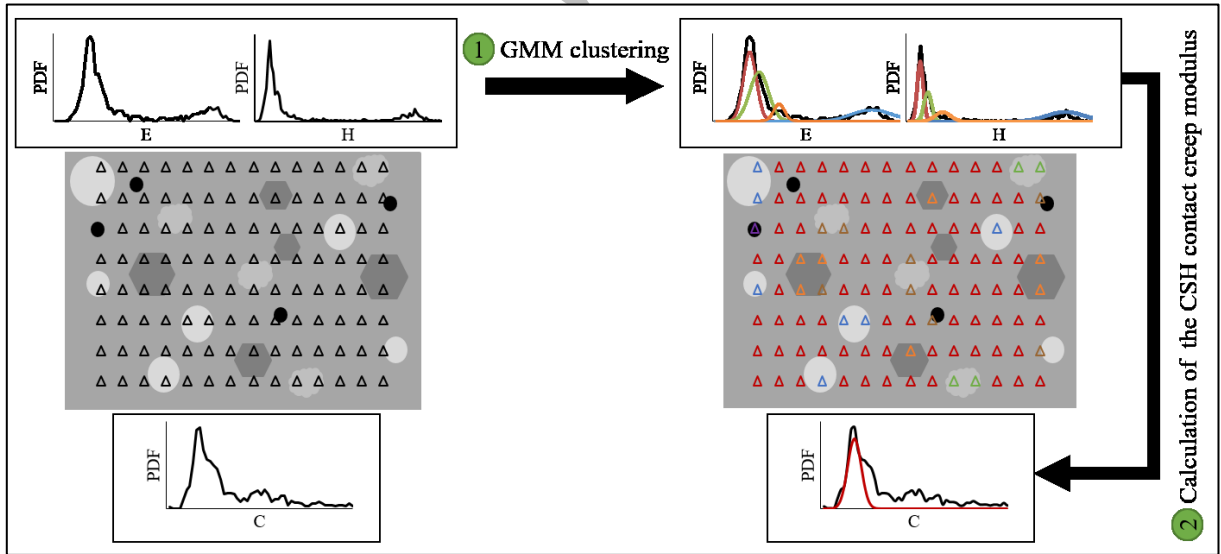 PDF
E
PDF
H
1 GMM clustering
PDF
E
PDF
H
PDF
C
PDF
C
2 Calculation of the CSH contact creep modulus